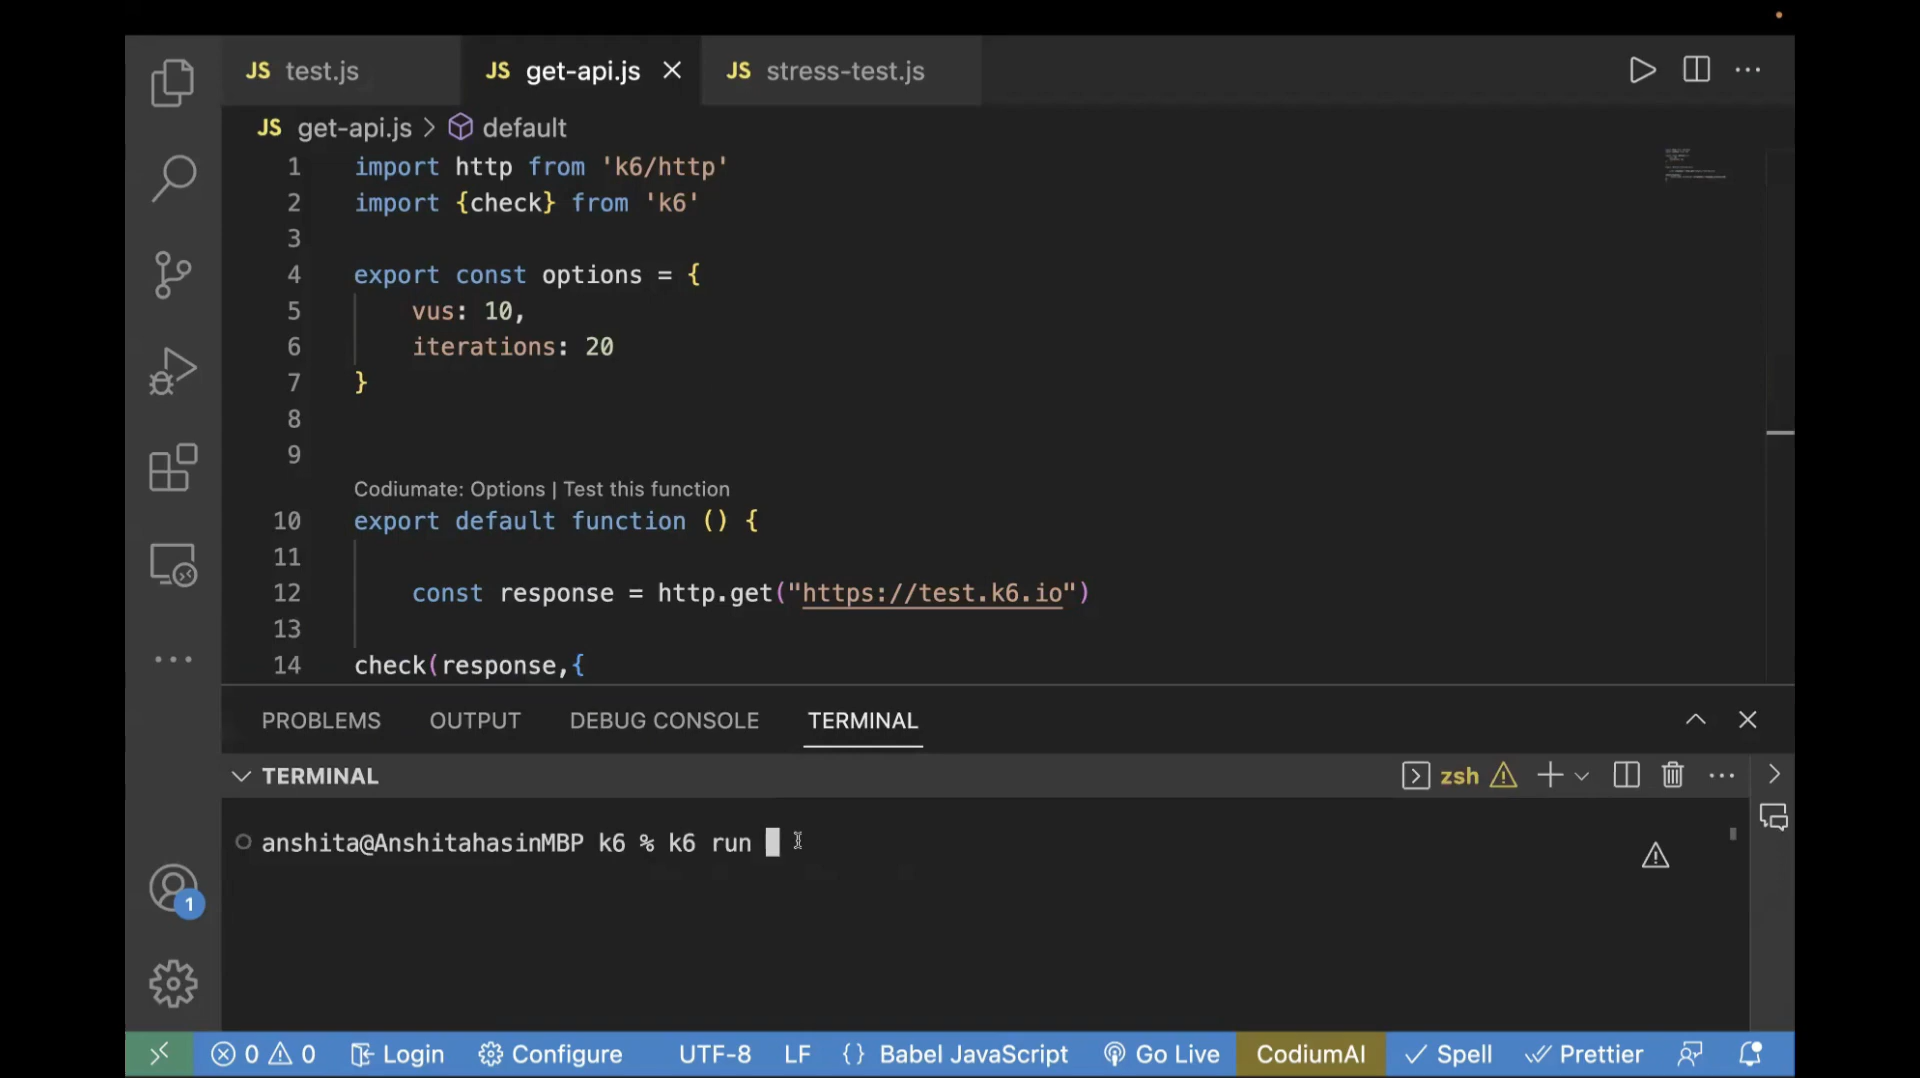 JS test.js JS get-api.js JS stress-test.js
JS get-api.js > default
1 import http from 'k6/http'
2 import {check} from 'k6'
3
4 export const options = {
5 vus: 10,
6 iterations: 20
7 }
8
9
Codiumate: Options | Test this function
10 export default function () {
11
12 const response = http.get("https://test.k6.io")
13
14 check(response,{
PROBLEMS OUTPUT DEBUG CONSOLE TERMINAL
TERMINAL zsh
anshita@AnshitahasinMBP k6 % k6 run
1
0 0 Login Configure UTF-8 LF {} Babel JavaScript Go Live CodiumAI Spell Prettier